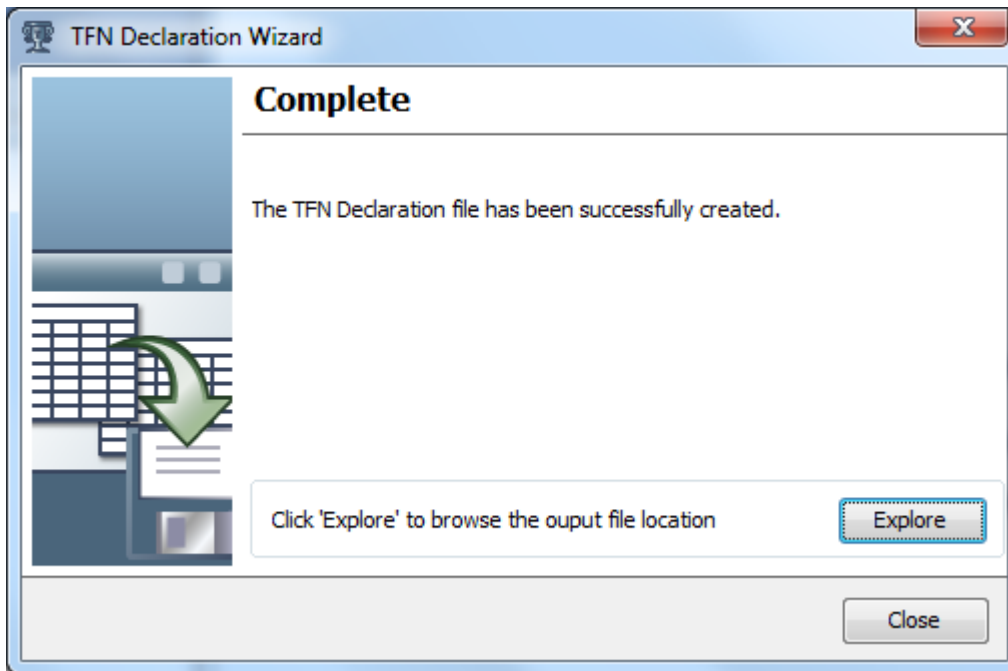 TFN Declaration Wizard
Complete
The TFN Declaration file has been successfully created.
Click 'Explore' to browse the ouput file location
Explore
Close